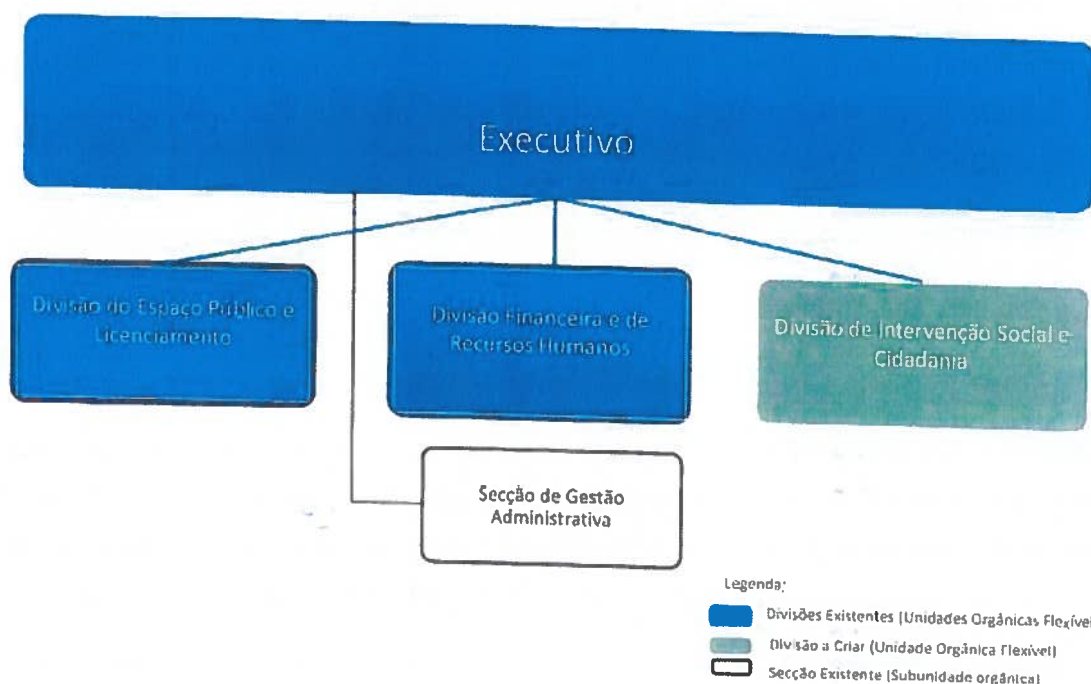 Executivo
Divisão do Espaço Público e
Licenciamento
Divisão Financeira e de
Recursos Humanos
Divisão de Intervenção Social e
Cidadania
Secção de Gestão
Administrativa
Legenda:
Divisões Existentes (Unidades Orgânicas Flexível
Divisão a Criar (Unidade Orgânica Flexível)
Secção Existente (Subunidade orgânica)